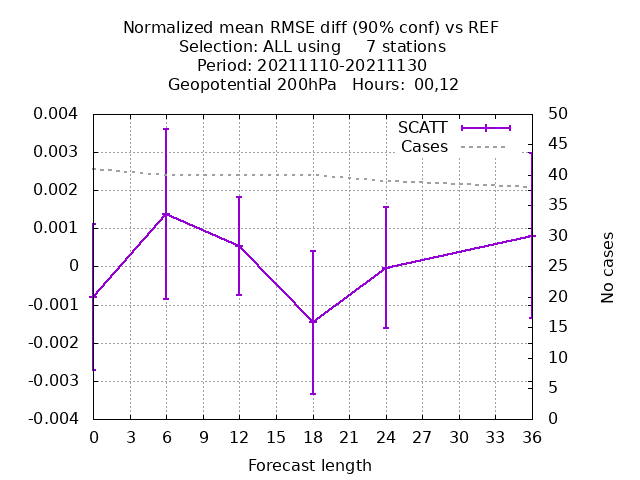 Normalized mean RMSE diff (90% conf) vs REF
Selection: ALL using     7 stations
Period: 20211110-20211130
Geopotential 200hPa   Hours: 00,12
SCATT
Cases
0.004
0.003
0.002
0.001
0
-0.001
-0.002
-0.003
-0.004
50
45
40
35
30
25
20
15
10
5
0
No cases
0 3 6 9 12 15 18 21 24 27 30 33 36
Forecast length